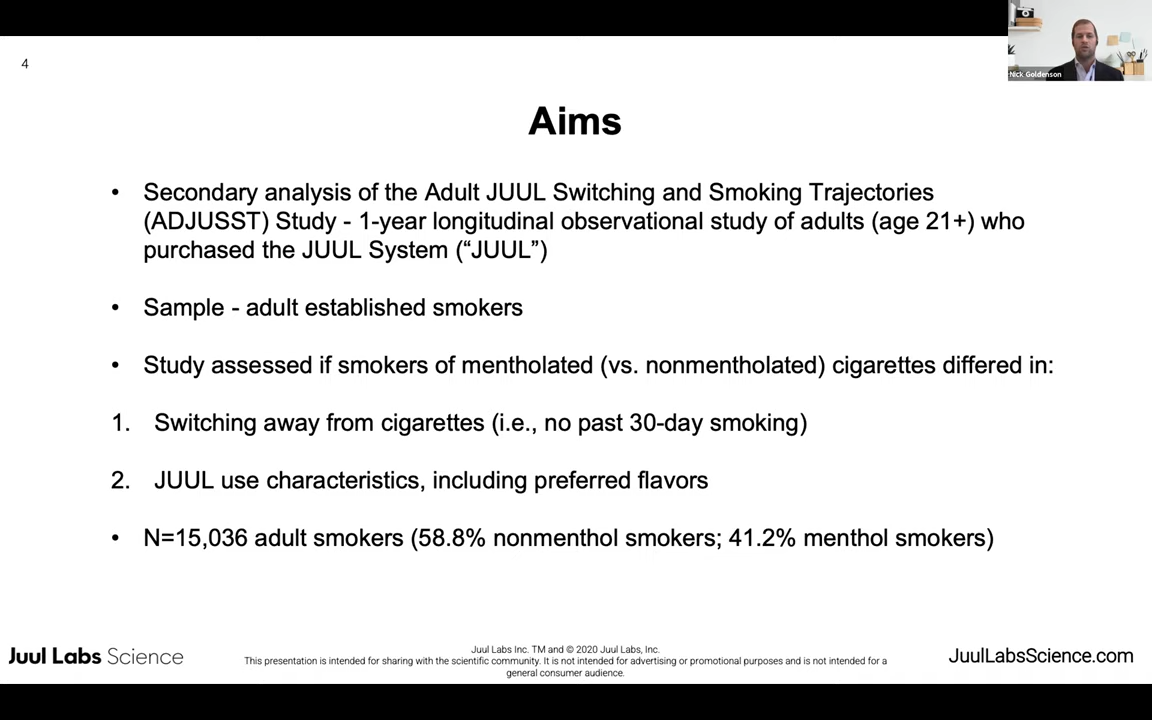 4
Nick Goldenson
Aims
• Secondary analysis of the Adult JUUL Switching and Smoking Trajectories
(ADJUSST) Study - 1-year longitudinal observational study of adults (age 21+) who
purchased the JUUL System (“JUUL”)
• Sample - adult established smokers
• Study assessed if smokers of mentholated (vs. nonmentholated) cigarettes differed in:
1. Switching away from cigarettes (i.e., no past 30-day smoking)
2. JUUL use characteristics, including preferred flavors
• N=15,036 adult smokers (58.8% nonmenthol smokers; 41.2% menthol smokers)
Juul Labs Science
Juul Labs Inc. TM and © 2020 Juul Labs, Inc.
This presentation is intended for sharing with the scientific community. It is not intended for advertising or promotional purposes and is not intended for a
general consumer audience.
JuulLabsScience.com